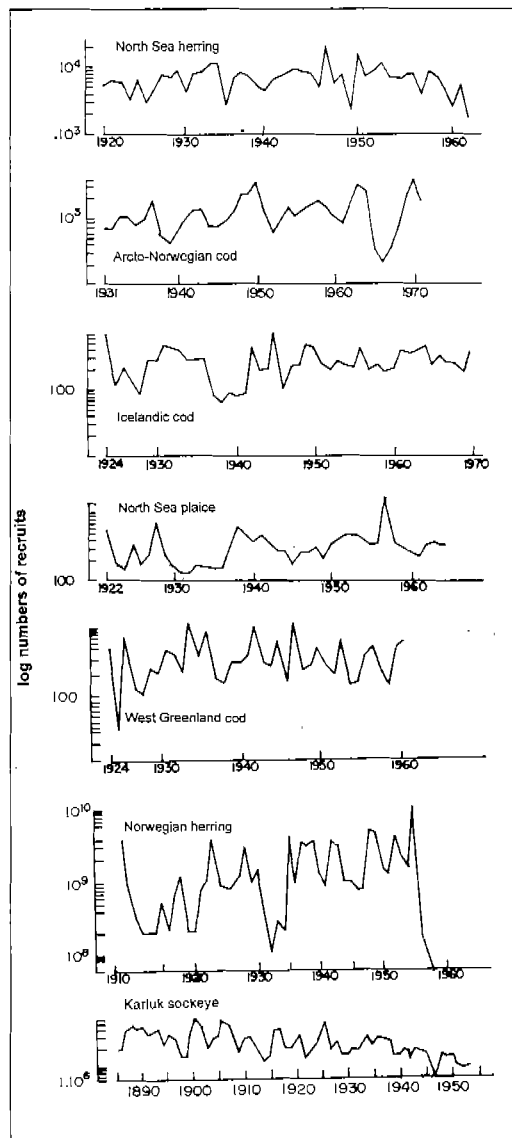 North Sea herring
10⁴
.10³
1920 1930 1940 1950 1960
10⁵
Arcto-Norwegian cod
1931 1940 1950 1960 1970
100
Icelandic cod
1924 1930 1940 1950 1960 1970
North Sea plaice
100
1922 1930 1940 1950 1960
log numbers of recruits
100
West Greenland cod
1924 1930 1940 1950 1960
10¹⁰
Norwegian herring
10⁹
10⁸
1910 1920 1930 1940 1950 1960
Karluk sockeye
1.10⁶
1890 1900 1910 1915 1920 1930 1940 1950